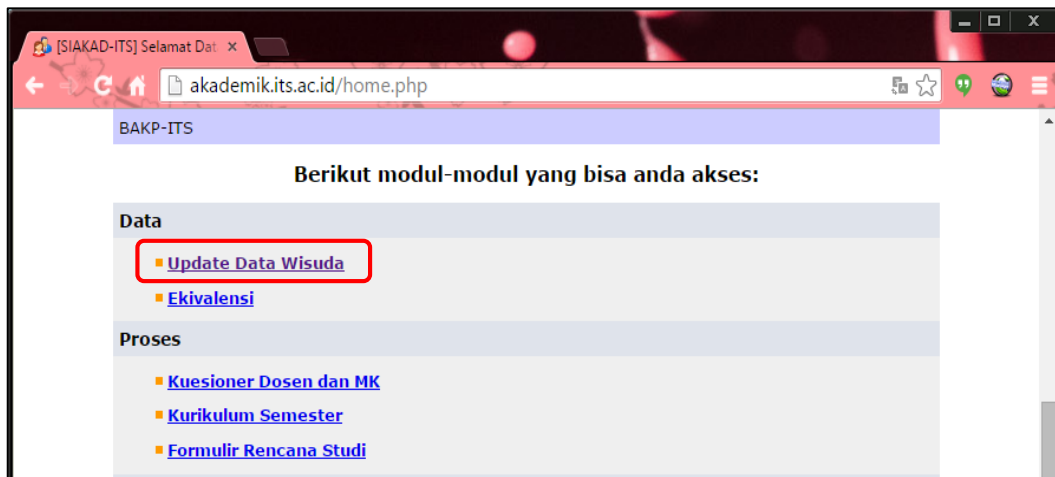 [SIAKAD-ITS] Selamat Dat
akademik.its.ac.id/home.php
BAKP-ITS
Berikut modul-modul yang bisa anda akses:
Data
Update Data Wisuda
Ekivalensi
Proses
Kuesioner Dosen dan MK
Kurikulum Semester
Formulir Rencana Studi